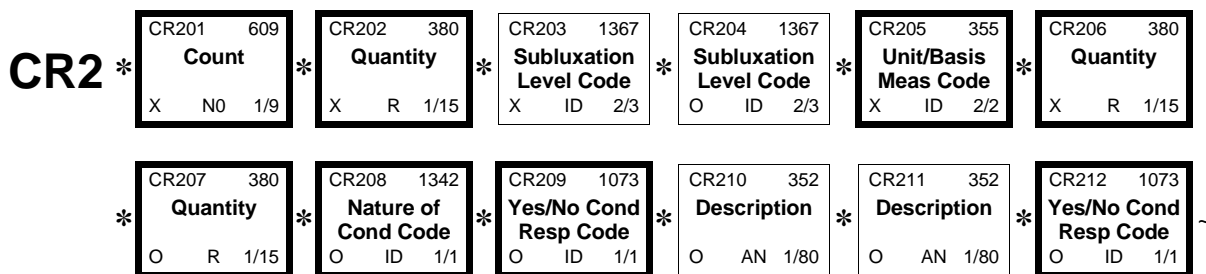 CR201 609 CR202 380 CR203 1367 CR204 1367 CR205 355 CR206 380
CR2 * Count * Quantity * Subluxation Level Code * Subluxation Level Code * Unit/Basis Meas Code * Quantity
X N0 1/9 X R 1/15 X ID 2/3 O ID 2/3 X ID 2/2 X R 1/15
CR207 380 CR208 1342 CR209 1073 CR210 352 CR211 352 CR212 1073
* Quantity * Nature of Cond Code * Yes/No Cond Resp Code * Description * Description * Yes/No Cond Resp Code ~
O R 1/15 O ID 1/1 O ID 1/1 O AN 1/80 O AN 1/80 O ID 1/1